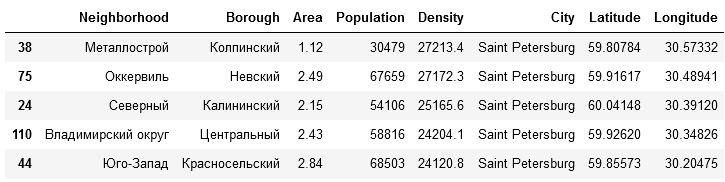 Neighborhood Borough Area Population Density City Latitude Longitude
38 Металлострой Колпинский 1.12 30479 27213.4 Saint Petersburg 59.80784 30.57332
75 Оккервиль Невский 2.49 67659 27172.3 Saint Petersburg 59.91617 30.48941
24 Северный Калининский 2.15 54106 25165.6 Saint Petersburg 60.04148 30.39120
110 Владимирский округ Центральный 2.43 58816 24204.1 Saint Petersburg 59.92620 30.34826
44 Юго-Запад Красносельский 2.84 68503 24120.8 Saint Petersburg 59.85573 30.20475